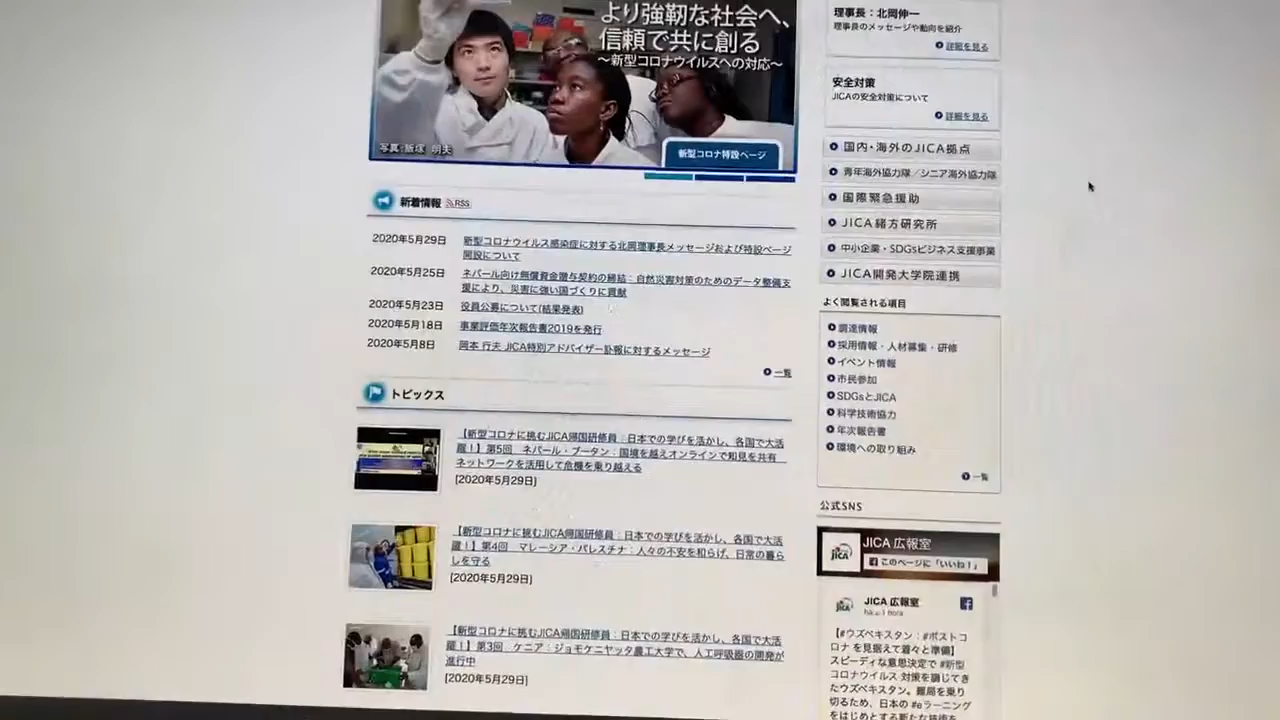 より強靭な社会へ、
信頼で共に創る
〜新型コロナウイルスへの対応〜
写真:飯塚 明夫
新型コロナ特設ページ
新着情報 RSS
2020年5月29日 新型コロナウイルス感染症に対する北岡理事長メッセージおよび特設ページ
開設について
2020年5月25日 ネパール向け無償資金贈与契約の締結：自然災害対策のためのデータ整備支
援により、災害に強い国づくりに貢献
2020年5月23日 役員公募について(結果発表)
2020年5月18日 事業評価年次報告書2019を発行
2020年5月8日 岡本 行夫 JICA特別アドバイザー訃報に対するメッセージ
一覧
トピックス
【新型コロナに挑むJICA帰国研修員：日本での学びを活かし、各国で大活
躍！】第5回 ネパール・ブータン：国境を越えオンラインで知見を共有
ネットワークを活用して危機を乗り越える
[2020年5月29日]
【新型コロナに挑むJICA帰国研修員：日本での学びを活かし、各国で大活
躍！】第4回 マレーシア・パレスチナ：人々の不安を和らげ、日常の暮ら
しを守る
[2020年5月29日]
【新型コロナに挑むJICA帰国研修員：日本での学びを活かし、各国で大活
躍！】第3回 ケニア：ジョモケニヤッタ農工大学で、人工呼吸器の開発が
進行中
[2020年5月29日]
理事長：北岡伸一
理事長のメッセージや動向を紹介
詳細を見る
安全対策
JICAの安全対策について
詳細を見る
国内・海外のJICA拠点
青年海外協力隊／シニア海外協力隊
国際緊急援助
JICA緒方研究所
中小企業・SDGsビジネス支援事業
JICA開発大学院連携
よく閲覧される項目
調達情報
採用情報・人材募集・研修
イベント情報
市民参加
SDGsとJICA
科学技術協力
年次報告書
環境への取り組み
一覧
公式SNS
JICA
JICA 広報室
このページに「いいね！」
JICA
JICA 広報室
【#ウズベキスタン：#ポストコ
ロナ を見据えて着々と準備】
スピーディな意思決定で #新型
コロナウイルス 対策を講じてき
たウズベキスタン。難局を乗り
切るため、日本の #eラーニング
をはじめとする新たな技術を